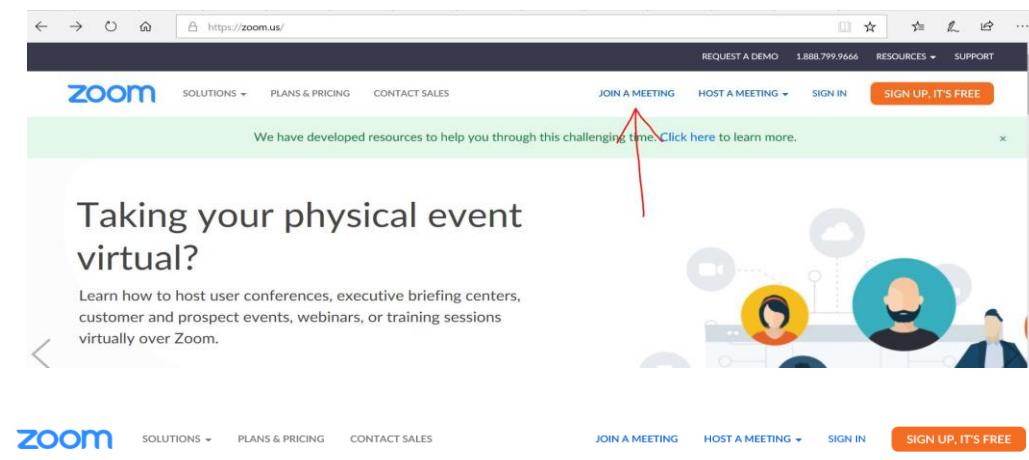 https://zoom.us/
REQUEST A DEMO 1.888.799.9666 RESOURCES SUPPORT
zoom SOLUTIONS PLANS & PRICING CONTACT SALES JOIN A MEETING HOST A MEETING SIGN IN SIGN UP, IT'S FREE
We have developed resources to help you through this challenging time. Click here to learn more. ×
Taking your physical event
virtual?
Learn how to host user conferences, executive briefing centers,
customer and prospect events, webinars, or training sessions
virtually over Zoom.
zoom SOLUTIONS PLANS & PRICING CONTACT SALES JOIN A MEETING HOST A MEETING SIGN IN SIGN UP, IT'S FREE